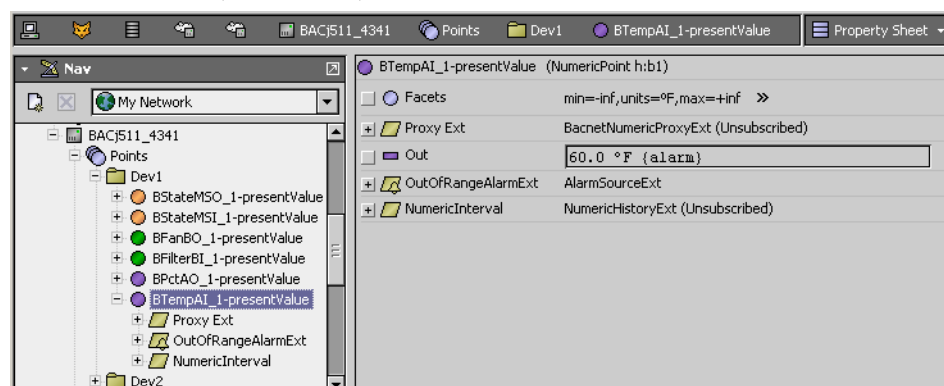 BACj511_4341 Points Dev1 BTempAI_1-presentValue Property Sheet
Nav
My Network
BACj511_4341
Points
Dev1
BStateMSO_1-presentValue
BStateMSI_1-presentValue
BFanBO_1-presentValue
BFilterBI_1-presentValue
BPctAO_1-presentValue
BTempAI_1-presentValue
Proxy Ext
OutOfRangeAlarmExt
NumericInterval
Dev2
BTempAI_1-presentValue (NumericPoint h:b1)
Facets min=-inf,units=ºF,max=+inf »
Proxy Ext BacnetNumericProxyExt (Unsubscribed)
Out 60.0 °F {alarm}
OutOfRangeAlarmExt AlarmSourceExt
NumericInterval NumericHistoryExt (Unsubscribed)